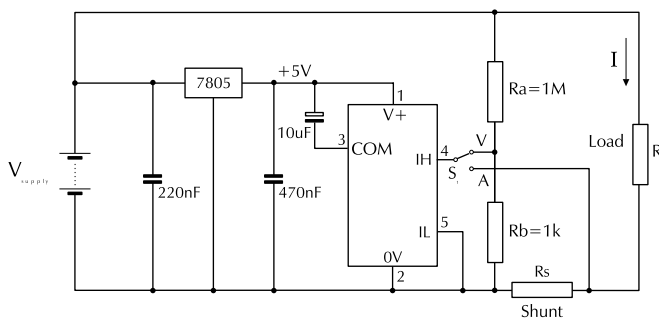 I
7805
+5V
1
V+
Ra=1M
10uF
3
COM
IH
4
V
S
A
Load
R
V
supply
220nF
470nF
IL
5
Rb=1k
0V
2
Rs
Shunt